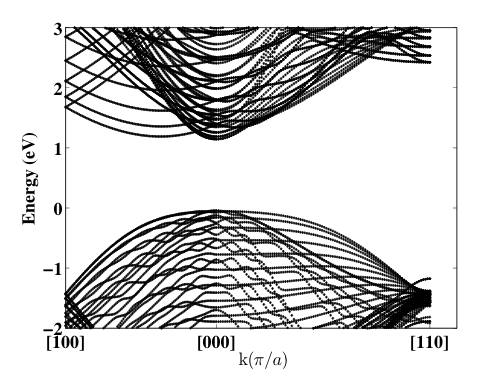 3
2
1
0
−1
−2
Energy (eV)
[100] [000] [110]
k(π/a)